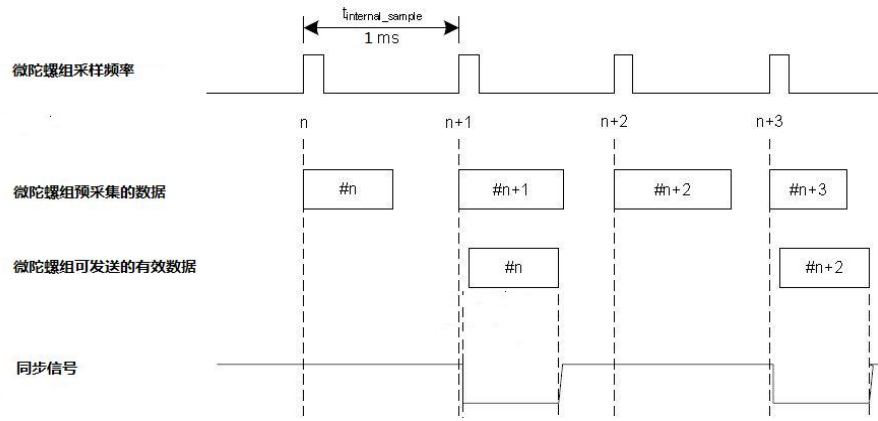 tinternal_sample
1 ms
微陀螺组采样频率
n
n+1
n+2
n+3
微陀螺组预采集的数据
#n
#n+1
#n+2
#n+3
微陀螺组可发送的有效数据
#n
#n+2
同步信号